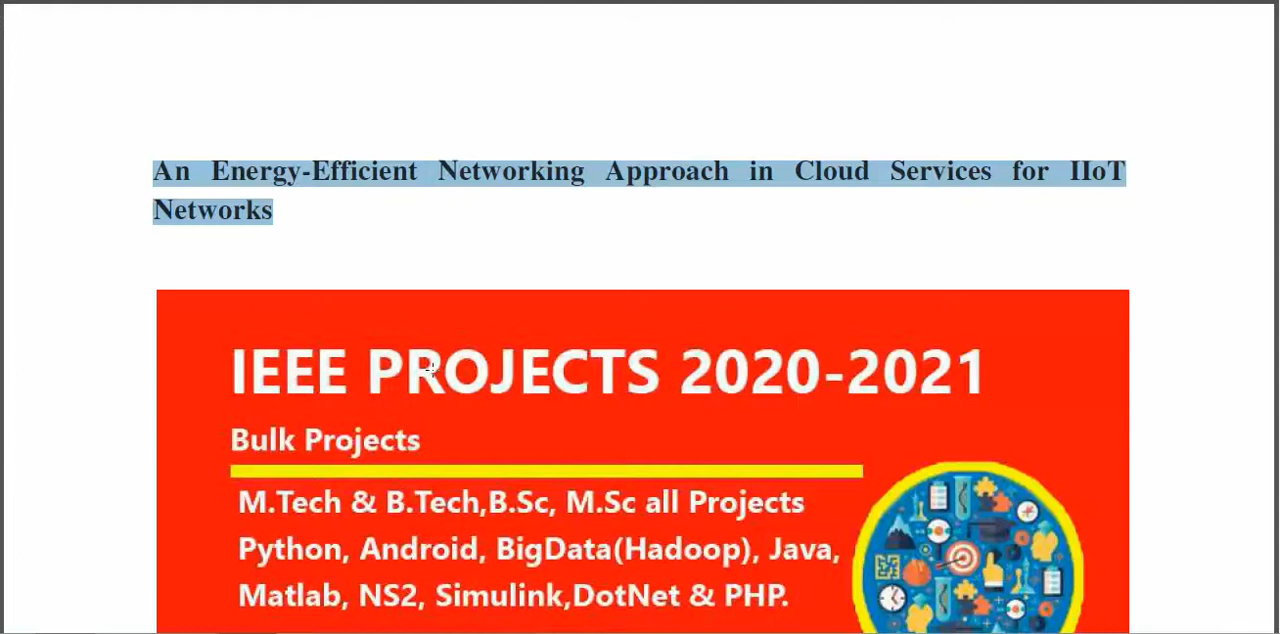 An Energy-Efficient Networking Approach in Cloud Services for IIoT
Networks
IEEE PROJECTS 2020-2021
Bulk Projects
M.Tech & B.Tech,B.Sc, M.Sc all Projects
Python, Android, BigData(Hadoop), Java,
Matlab, NS2, Simulink,DotNet & PHP.